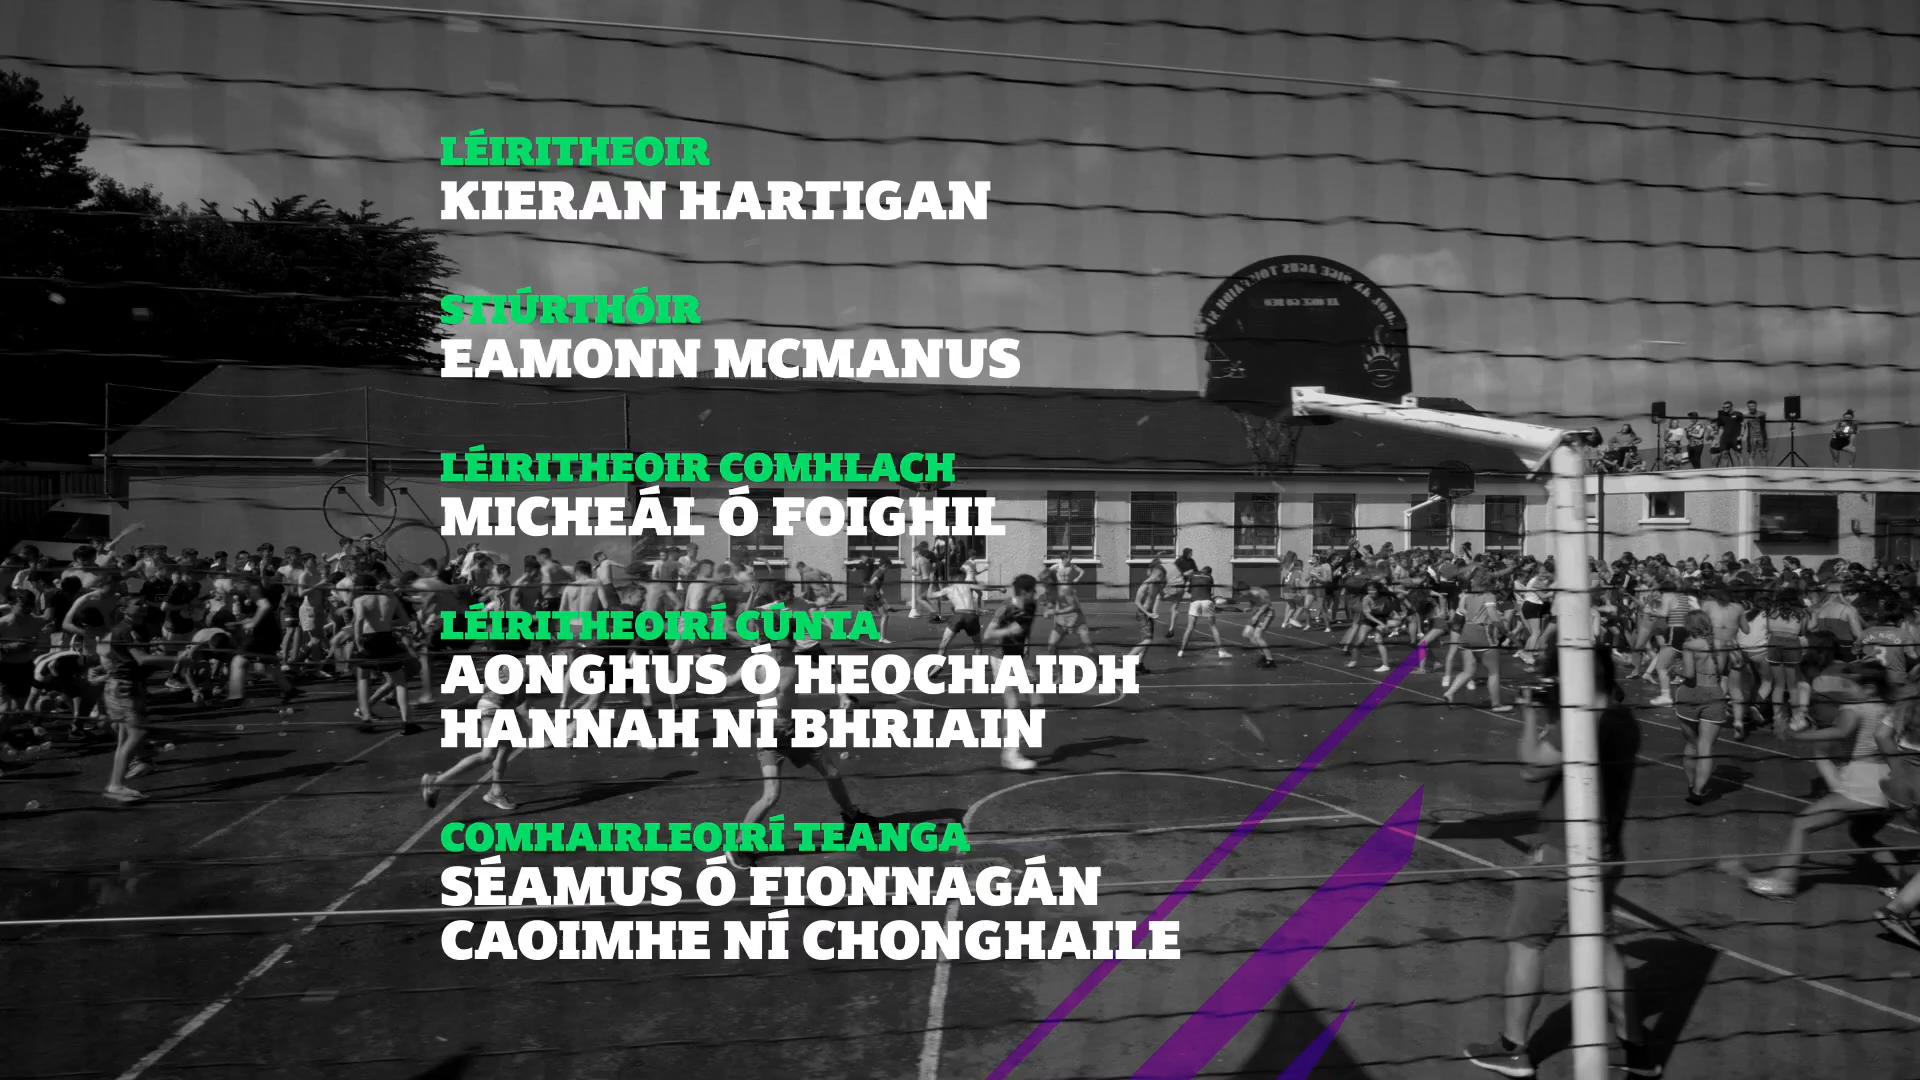 LÉIRITHEOIR
KIERAN HARTIGAN
STIÚRTHÓIR
EAMONN MCMANUS
LÉIRITHEOIR COMHLACH
MICHEÁL Ó FOIGHIL
LÉIRITHEOIRÍ CÚNTA
AONGHUS Ó HEOCHAIDH
HANNAH NÍ BHRIAIN
COMHAIRLEOIRÍ TEANGA
SÉAMUS Ó FIONNAGÁN
CAOIMHE NÍ CHONGHAILE